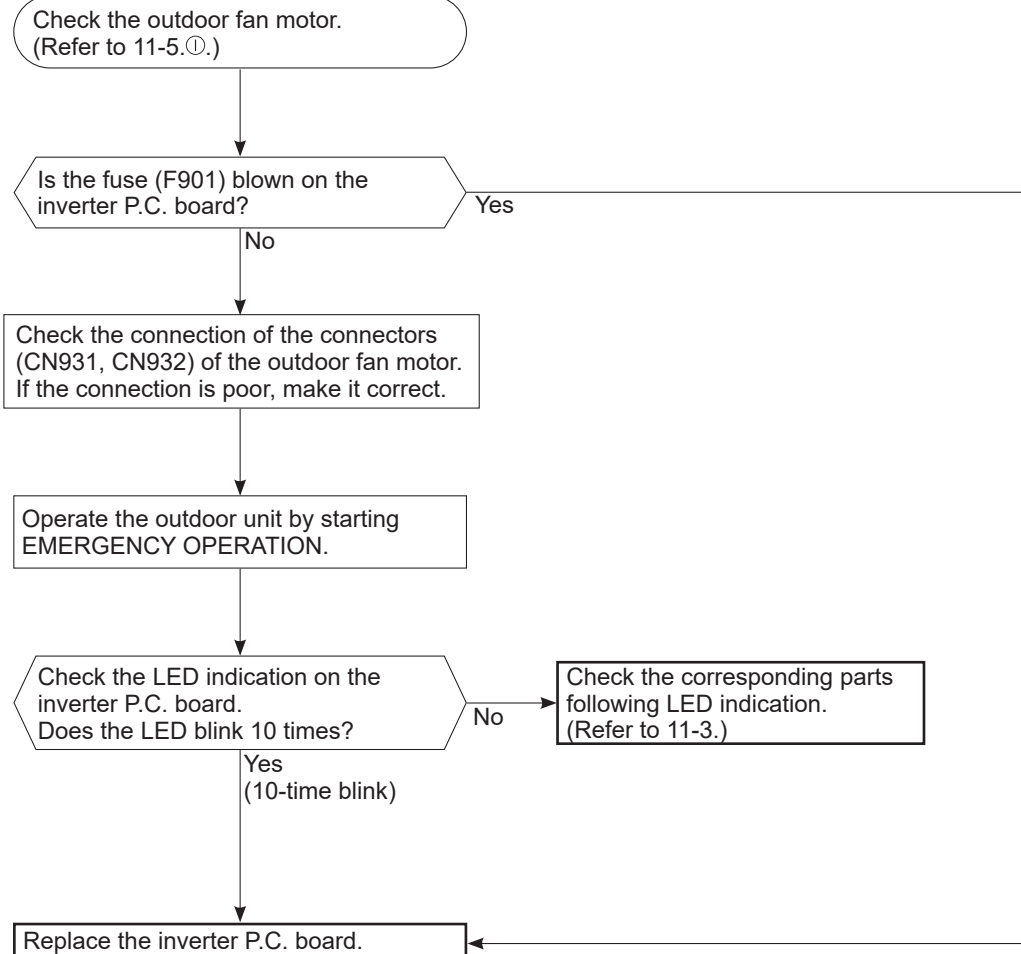 Check the outdoor fan motor.
(Refer to 11-5.Ⓘ.)
Is the fuse (F901) blown on the
inverter P.C. board?
Yes
No
Check the connection of the connectors
(CN931, CN932) of the outdoor fan motor.
If the connection is poor, make it correct.
Operate the outdoor unit by starting
EMERGENCY OPERATION.
Check the LED indication on the
inverter P.C. board.
Does the LED blink 10 times?
No
Check the corresponding parts
following LED indication.
(Refer to 11-3.)
Yes
(10-time blink)
Replace the inverter P.C. board.